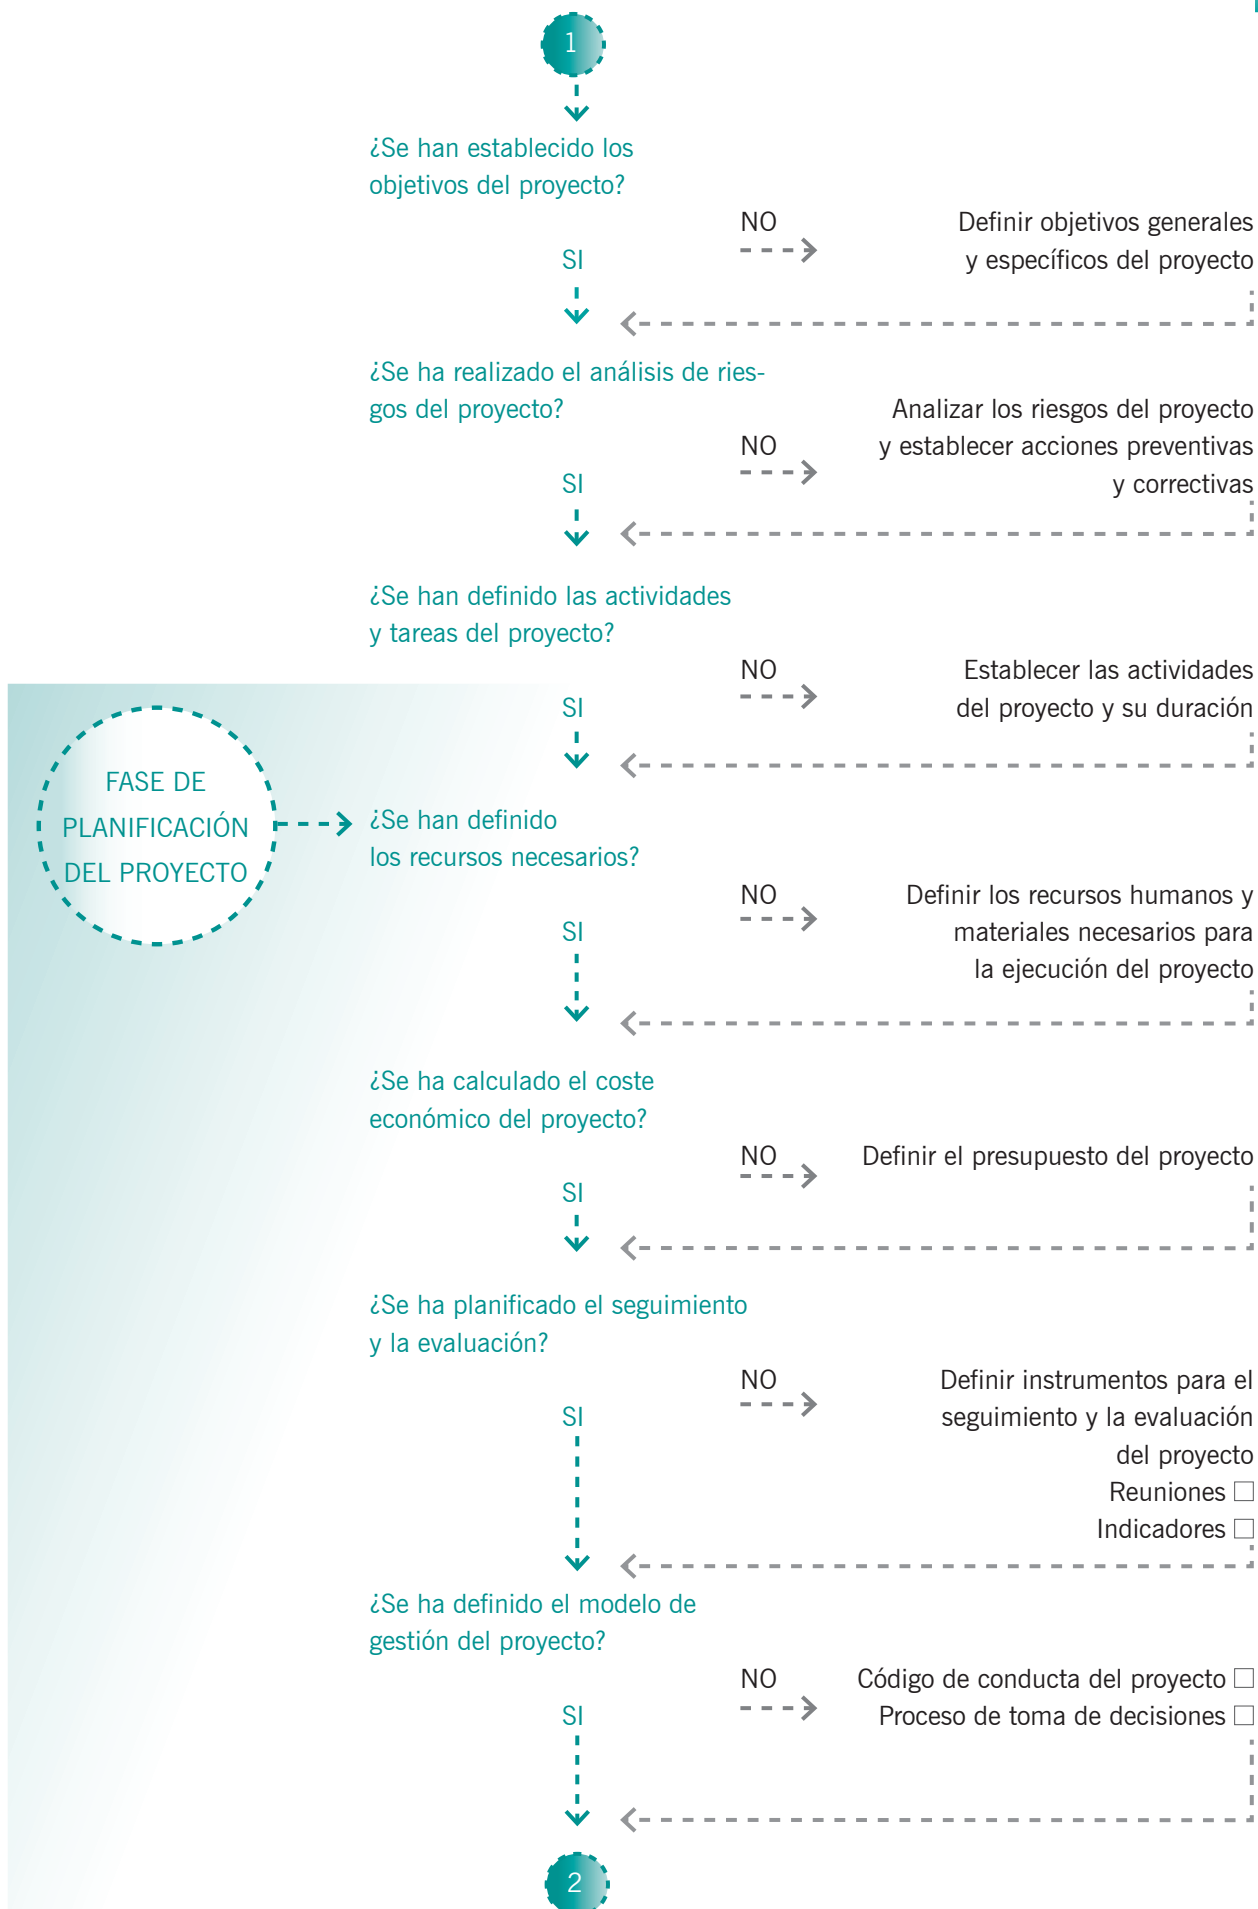 1
¿Se han establecido los
objetivos del proyecto?
NO
Definir objetivos generales
y específicos del proyecto
SI
¿Se ha realizado el análisis de ries-
gos del proyecto?
NO
Analizar los riesgos del proyecto
y establecer acciones preventivas
y correctivas
SI
¿Se han definido las actividades
y tareas del proyecto?
NO
Establecer las actividades
del proyecto y su duración
SI
FASE DE
PLANIFICACIÓN
DEL PROYECTO
¿Se han definido
los recursos necesarios?
NO
Definir los recursos humanos y
materiales necesarios para
la ejecución del proyecto
SI
¿Se ha calculado el coste
económico del proyecto?
NO
Definir el presupuesto del proyecto
SI
¿Se ha planificado el seguimiento
y la evaluación?
NO
Definir instrumentos para el
seguimiento y la evaluación
del proyecto
Reuniones □
Indicadores □
SI
¿Se ha definido el modelo de
gestión del proyecto?
NO
Código de conducta del proyecto □
Proceso de toma de decisiones □
SI
2